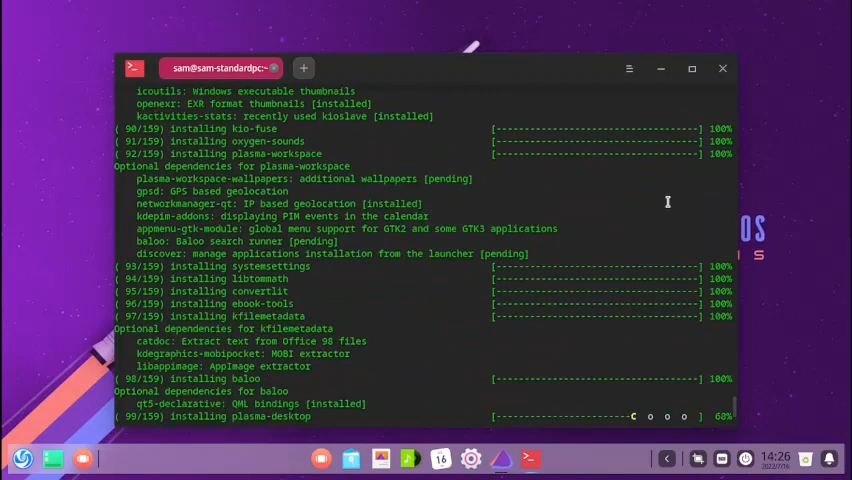 sam@sam-standardpc:~
icoutils: Windows executable thumbnails
openexr: EXR format thumbnails [installed]
kactivities-stats: recently used kioslave [installed]
( 90/159) installing kio-fuse [----------------------------------] 100%
( 91/159) installing oxygen-sounds [----------------------------------] 100%
( 92/159) installing plasma-workspace [----------------------------------] 100%
Optional dependencies for plasma-workspace
plasma-workspace-wallpapers: additional wallpapers [pending]
gpsd: GPS based geolocation
networkmanager-qt: IP based geolocation [installed]
kdepim-addons: displaying PIM events in the calendar
appmenu-gtk-module: global menu support for GTK2 and some GTK3 applications
baloo: Baloo search runner [pending]
discover: manage applications installation from the launcher [pending]
( 93/159) installing systemsettings [----------------------------------] 100%
( 94/159) installing libtommath [----------------------------------] 100%
( 95/159) installing convertlit [----------------------------------] 100%
( 96/159) installing ebook-tools [----------------------------------] 100%
( 97/159) installing kfilemetadata [----------------------------------] 100%
Optional dependencies for kfilemetadata
catdoc: Extract text from Office 98 files
kdegraphics-mobipocket: MOBI extractor
libappimage: AppImage extractor
( 98/159) installing baloo [----------------------------------] 100%
Optional dependencies for baloo
qt5-declarative: QML bindings [installed]
( 99/159) installing plasma-desktop [-----------------------C o o o ] 68%
OS
S
16
14:26
2022/7/16